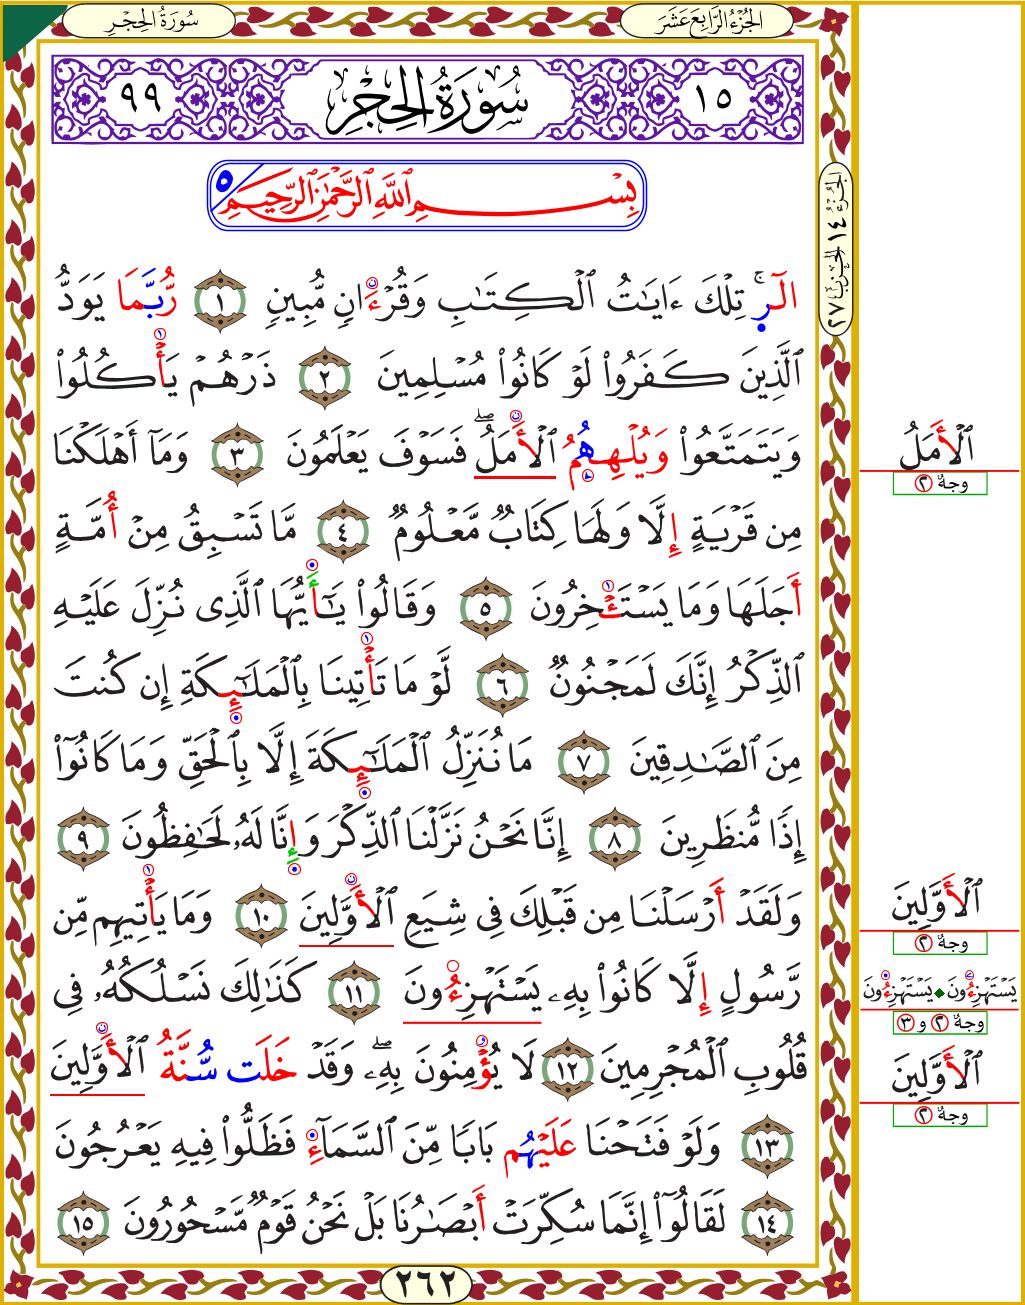 سُورَةُ الحِجْرِ
الجُزْءُ الرَّابِعَ عَشَرَ
١٥ سُورَةُ الحِجْرِ ٩٩
بِسْمِ ٱللَّهِ ٱلرَّحْمَٰنِ ٱلرَّحِيمِ ٥
الٓرۚ تِلْكَ ءَايَٰتُ ٱلْكِتَٰبِ وَقُرْءَانٖ مُّبِينٖ ١ رُّبَّمَا يَوَدُّ
ٱلَّذِينَ كَفَرُواْ لَوْ كَانُواْ مُسْلِمِينَ ٢ ذَرْهُمْ يَأْكُلُواْ
وَيَتَمَتَّعُواْ وَيُلْهِهُمُ ٱلْأَمَلُۖ فَسَوْفَ يَعْلَمُونَ ٣ وَمَآ أَهْلَكْنَا
مِن قَرْيَةٍ إِلَّا وَلَهَا كِتَابٞ مَّعْلُومٞ ٤ مَّا تَسْبِقُ مِنْ أُمَّةٍ
أَجَلَهَا وَمَا يَسْتَـْٔخِرُونَ ٥ وَقَالُواْ يَٰٓأَيُّهَا ٱلَّذِى نُزِّلَ عَلَيْهِ
ٱلذِّكْرُ إِنَّكَ لَمَجْنُونٞ ٦ لَّوْ مَا تَأْتِينَا بِٱلْمَلَٰٓئِكَةِ إِن كُنتَ
مِنَ ٱلصَّٰدِقِينَ ٧ مَا نُنَزِّلُ ٱلْمَلَٰٓئِكَةَ إِلَّا بِٱلْحَقِّ وَمَا كَانُوٓاْ
إِذٗا مُّنظَرِينَ ٨ إِنَّا نَحْنُ نَزَّلْنَا ٱلذِّكْرَ وَإِنَّا لَهُۥ لَحَٰفِظُونَ ٩
وَلَقَدْ أَرْسَلْنَا مِن قَبْلِكَ فِى شِيَعِ ٱلْأَوَّلِينَ ١٠ وَمَا يَأْتِيهِم مِّن
رَّسُولٍ إِلَّا كَانُواْ بِهِۦ يَسْتَهْزِءُونَ ١١ كَذَٰلِكَ نَسْلُكُهُۥ فِى
قُلُوبِ ٱلْمُجْرِمِينَ ١٢ لَا يُؤْمِنُونَ بِهِۦۖ وَقَدْ خَلَت سُّنَّةُ ٱلْأَوَّلِينَ
١٣ وَلَوْ فَتَحْنَا عَلَيْهُم بَابٗا مِّنَ ٱلسَّمَآءِ فَظَلُّواْ فِيهِ يَعْرُجُونَ
١٤ لَقَالُوٓاْ إِنَّمَا سُكِّرَتْ أَبْصَٰرُنَا بَلْ نَحْنُ قَوْمٞ مَّسْحُورُونَ ١٥
٢٦٢
الجُزْءُ ١٤ الحِزْبُ ٢٧
ٱلْأَمَلُ
وجهٌ ٢
ٱلْأَوَّلِينَ
وجهٌ ٢
يَسْتَهْزِءُونَ يَسْتَهْزِءُونَ
وجهٌ ٢ و ٣
ٱلْأَوَّلِينَ
وجهٌ ٢